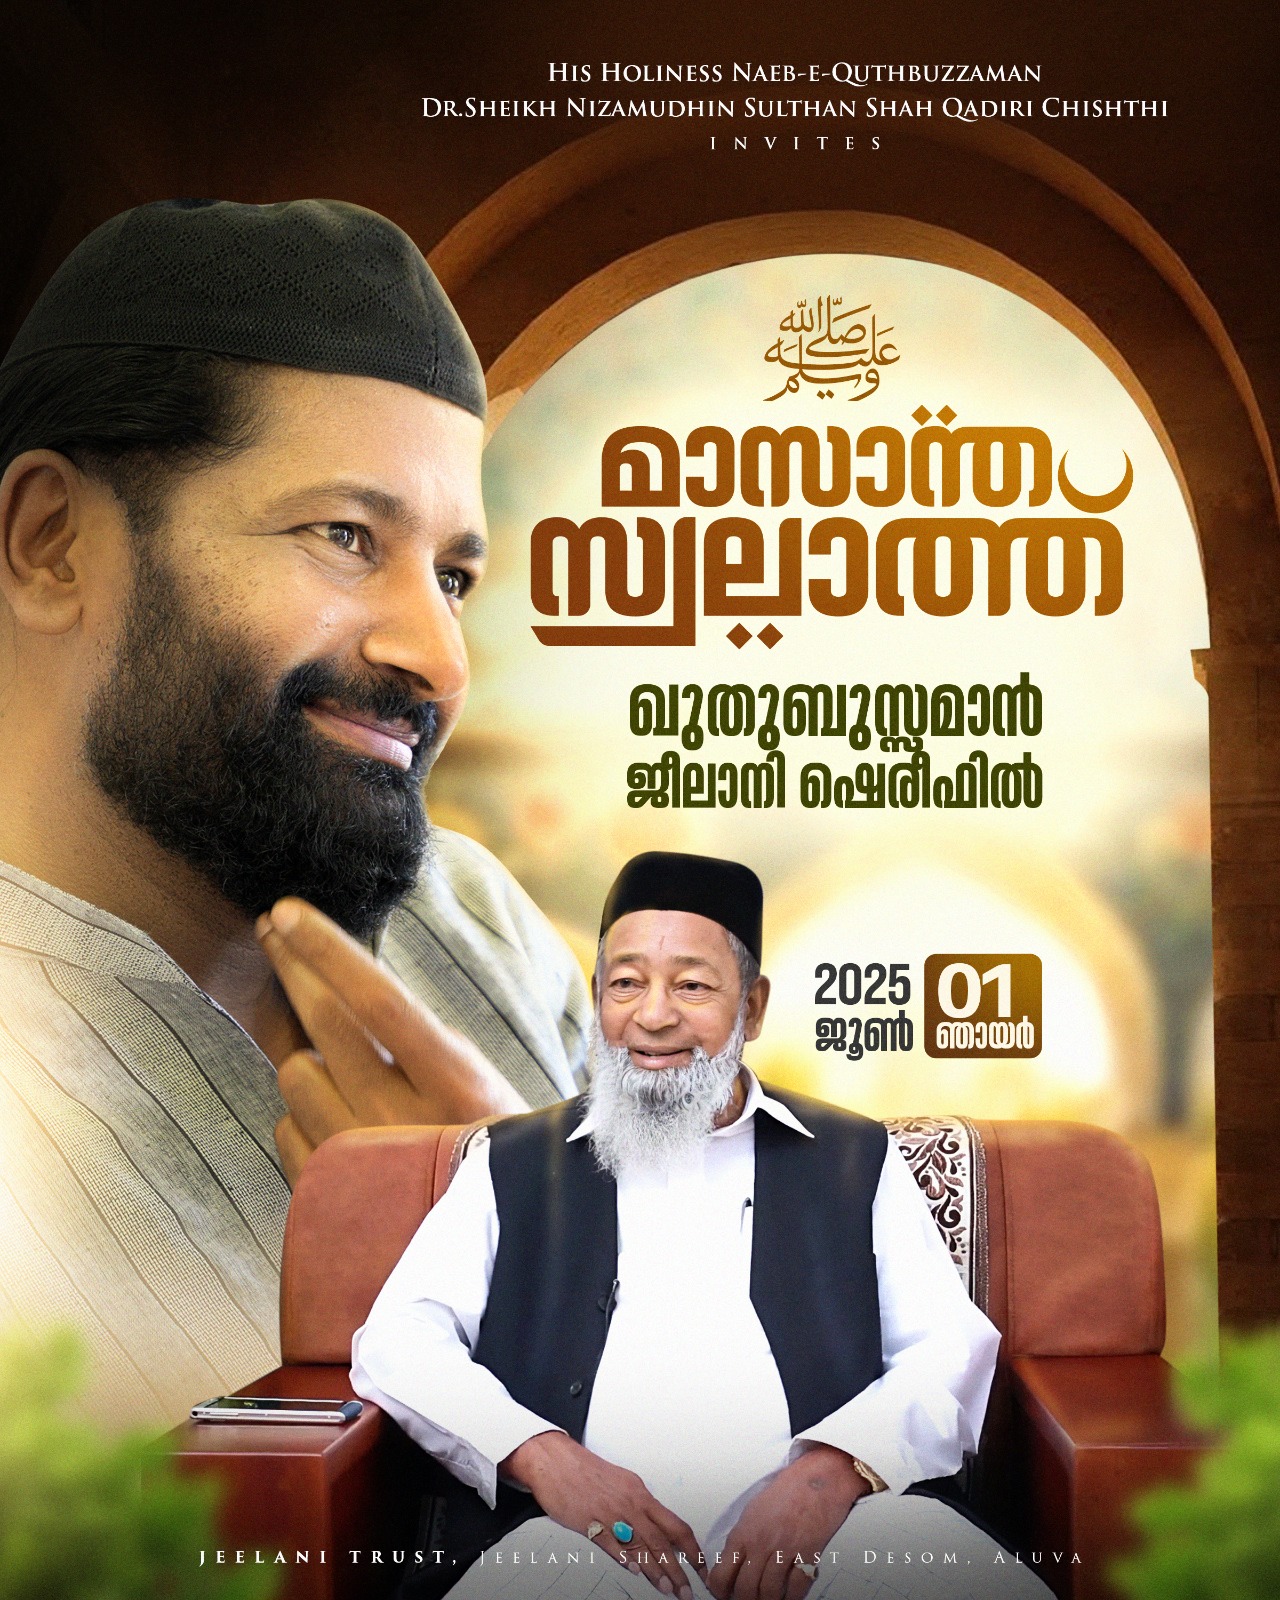 His Holiness Naeb-e-Quthbuzzaman
Dr.Sheikh Nizamudhin Sulthan Shah Qadiri Chishthi
INVITES
صلى الله عليه وسلم
മാസാന്ത
സ്വലാത്ത്
ഖുതുബുസ്സമാൻ
ജീലാനി ഷെരീഫിൽ
2025 01
ജൂൺ ഞായർ
JEELANI TRUST, Jeelani Shareef, East Desom, Aluva